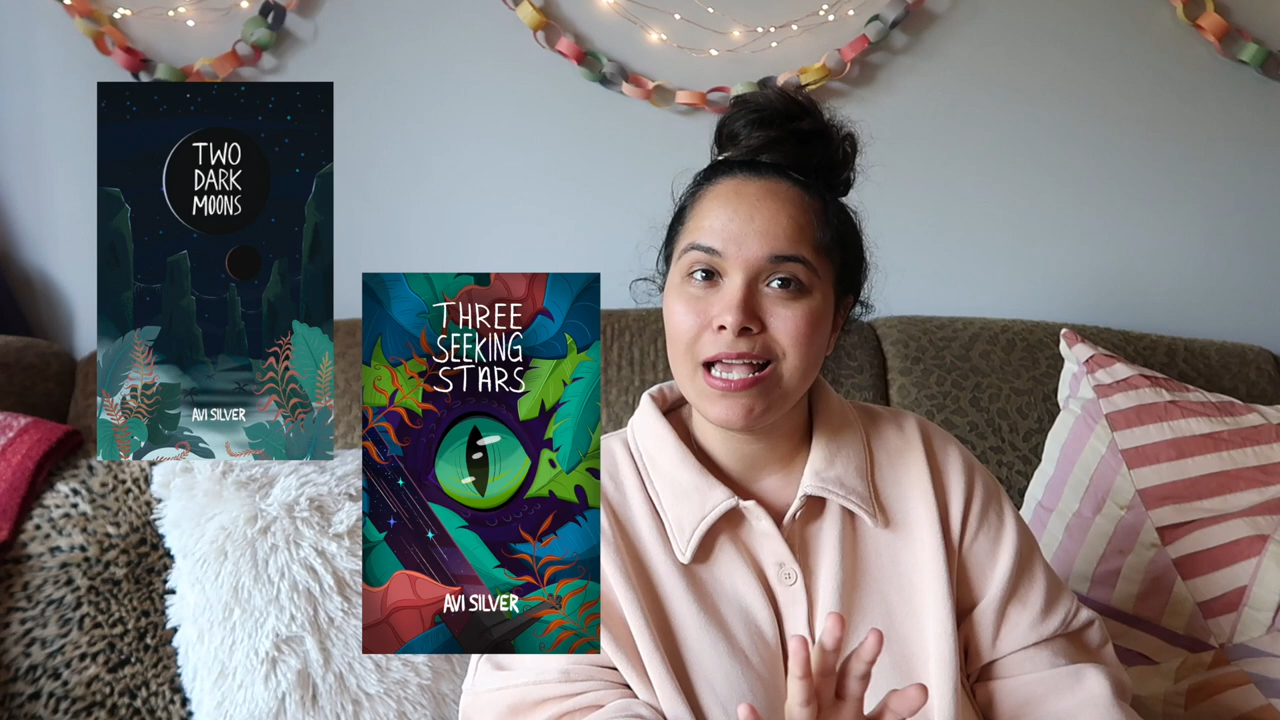 TWO
DARK
MOONS
AVI SILVER
THREE
SEEKING
STARS
AVI SILVER